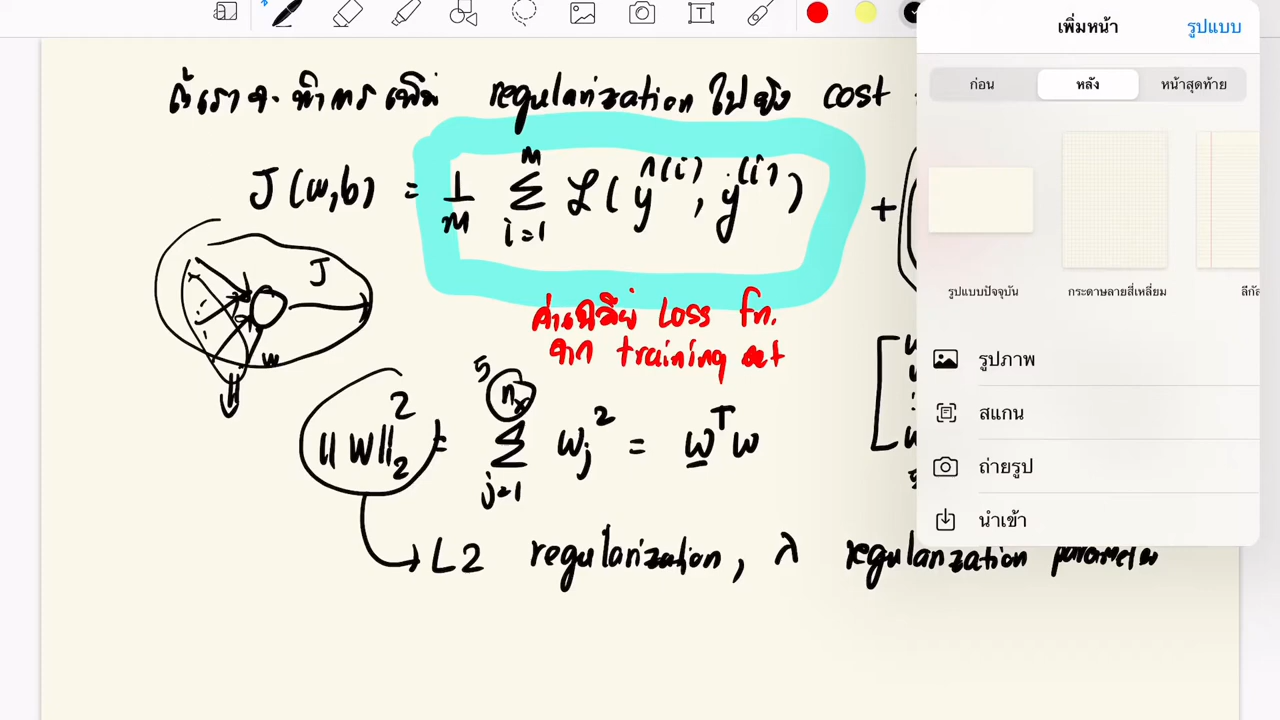 เพิ่มหน้า
รูปแบบ
ก่อน
หลัง
หน้าสุดท้าย
รูปแบบปัจจุบัน
กระดาษลายสี่เหลี่ยม
รูปภาพ
สแกน
ถ่ายรูป
นำเข้า
ถ้าเราจะทำการเพิ่ม regularization ไปยัง cost
J(w,b) = 1/m Σ_{i=1}^{m} ℒ(ŷ^{(i)}, y^{(i)}) +
J
w
ค่าเฉลี่ย Loss fn.
จาก training set
5
||w||₂² = Σ_{j=1}^{nₓ} wⱼ² = wᵀw
L2 regularization, λ regularization parameter